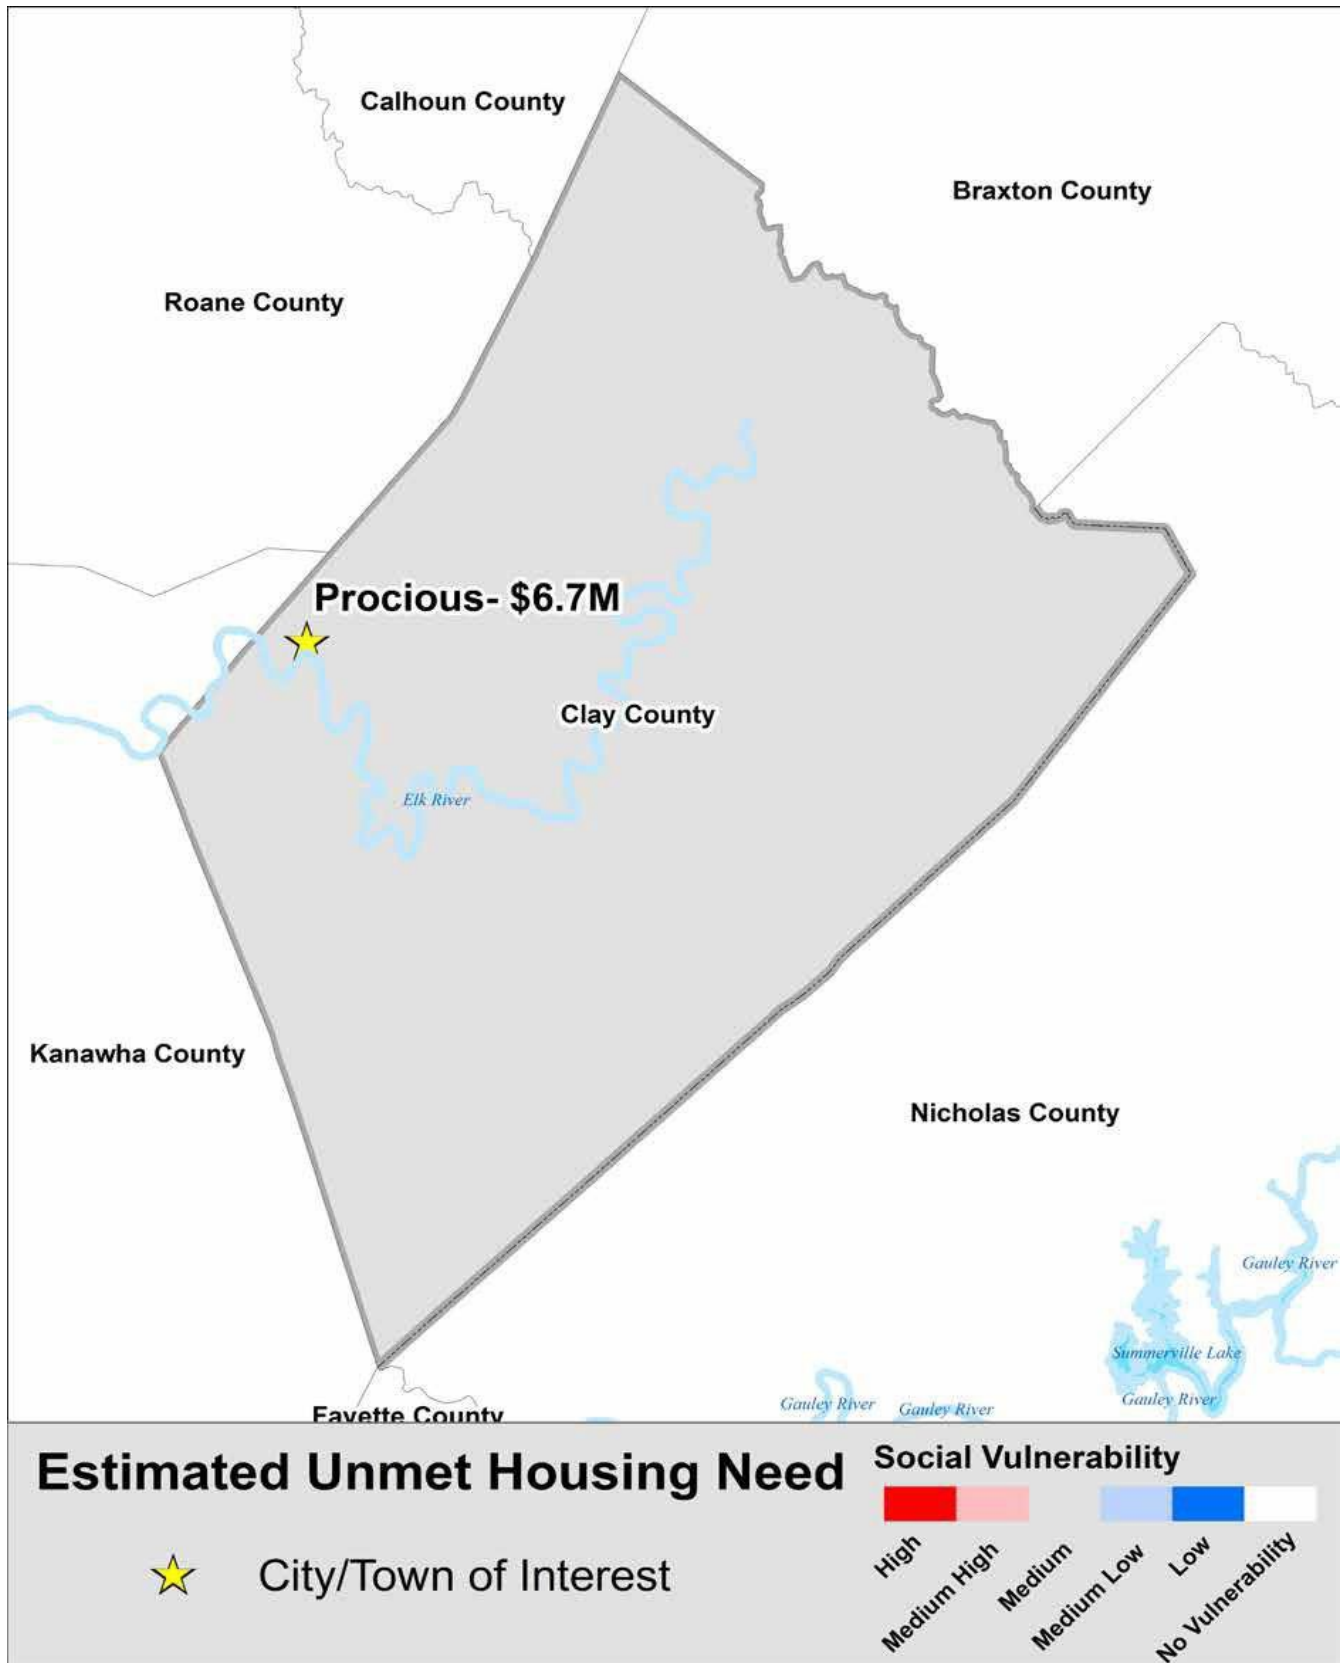 Calhoun County
Braxton County
Roane County
Procious- $6.7M
Clay County
Elk River
Kanawha County
Nicholas County
Gauley River
Summerville Lake
Gauley River
Gauley River
Gauley River
Fayette County
Estimated Unmet Housing Need
City/Town of Interest
Social Vulnerability
High
Medium High
Medium
Medium Low
Low
No Vulnerability